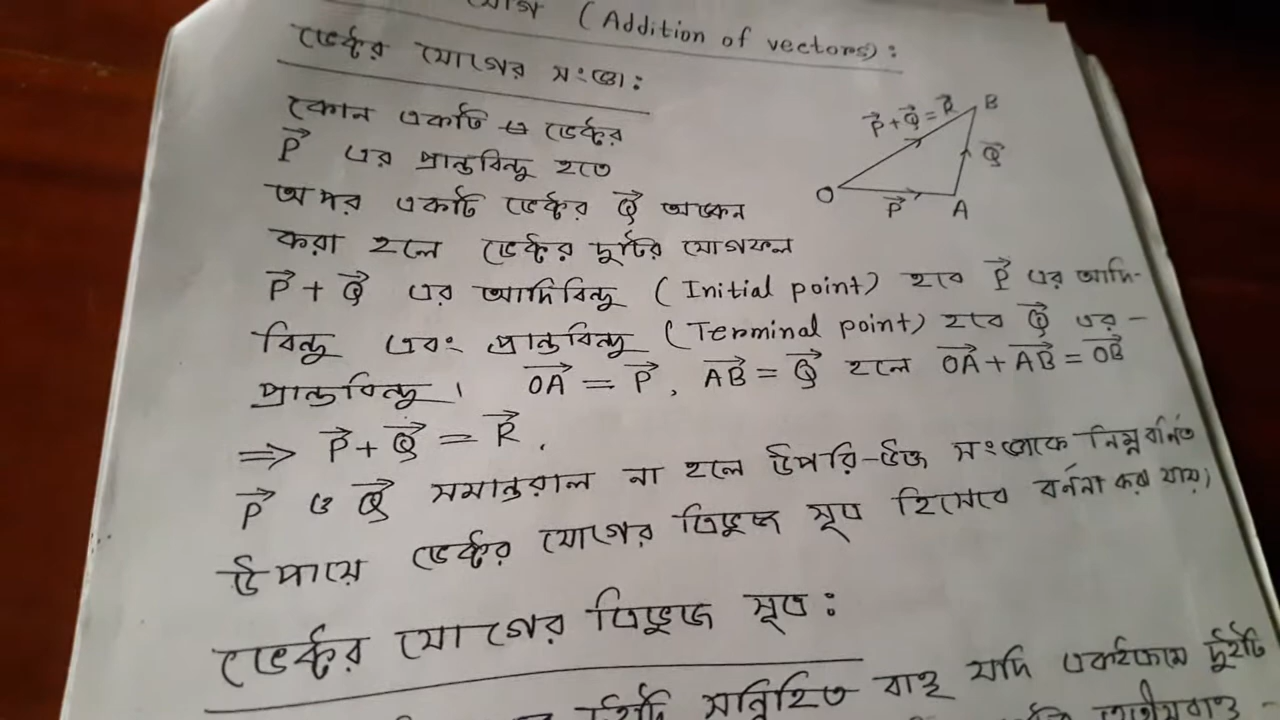 যোগ (Addition of vectors) :
ভেক্টর যোগের সংজ্ঞা :
কোন একটি ভেক্টর
P⃗ এর প্রান্তবিন্দু হতে
অপর একটি ভেক্টর Q⃗ অঙ্কন
করা হলে ভেক্টর দুটির যোগফল
P⃗ + Q⃗ এর আদিবিন্দু (Initial point) হবে P⃗ এর আদি-
বিন্দু এবং প্রান্তবিন্দু (Terminal point) হবে Q⃗ এর -
প্রান্তবিন্দু। OA⃗ = P⃗, AB⃗ = Q⃗ হলে OA⃗ + AB⃗ = OB⃗
⇒ P⃗ + Q⃗ = R⃗.
P⃗ ও Q⃗ সমান্তরাল না হলে উপরি-উক্ত সংজ্ঞাকে নিম্নবর্নিত
উপায়ে ভেক্টর যোগের ত্রিভুজ সূত্র হিসেবে বর্ননা করা যায়।
ভেক্টর যোগের ত্রিভুজ সূত্র :
সন্নিহিত বাহু যদি একইক্রমে দুইটি
P⃗ + Q⃗ = R⃗
B
Q⃗
O
P⃗
A